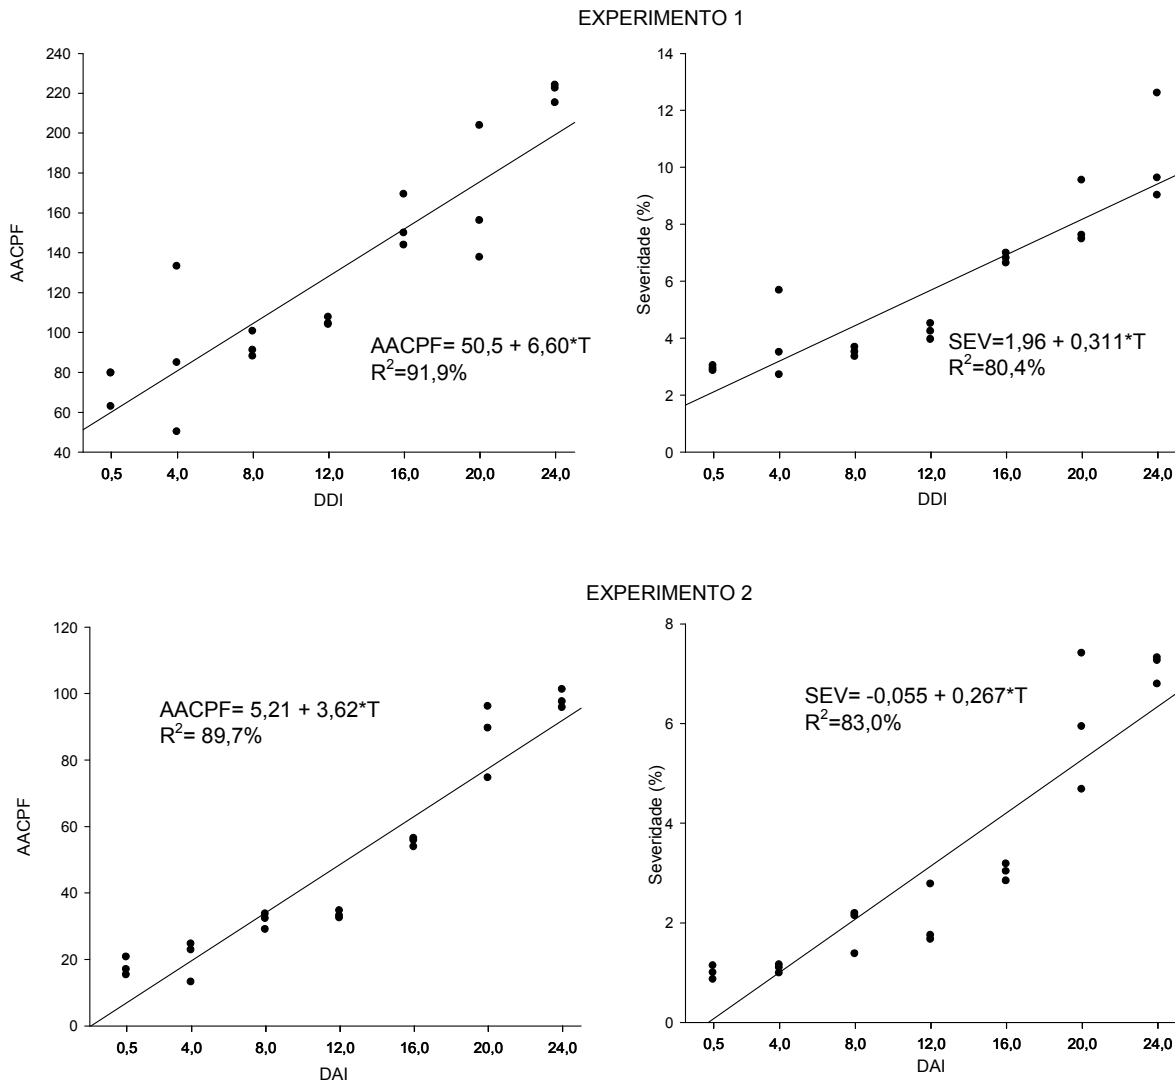 EXPERIMENTO 1
240
220
200
180
160
140
120
100
80
60
40
AACPF
AACPF= 50,5 + 6,60*T
R²=91,9%
0,5 4,0 8,0 12,0 16,0 20,0 24,0
DDI
14
12
10
8
6
4
2
0
Severidade (%)
SEV=1,96 + 0,311*T
R²=80,4%
0,5 4,0 8,0 12,0 16,0 20,0 24,0
DDI
EXPERIMENTO 2
120
100
80
60
40
20
0
AACPF
AACPF= 5,21 + 3,62*T
R²= 89,7%
0,5 4,0 8,0 12,0 16,0 20,0 24,0
DAI
8
6
4
2
0
Severidade (%)
SEV= -0,055 + 0,267*T
R²=83,0%
0,5 4,0 8,0 12,0 16,0 20,0 24,0
DAI